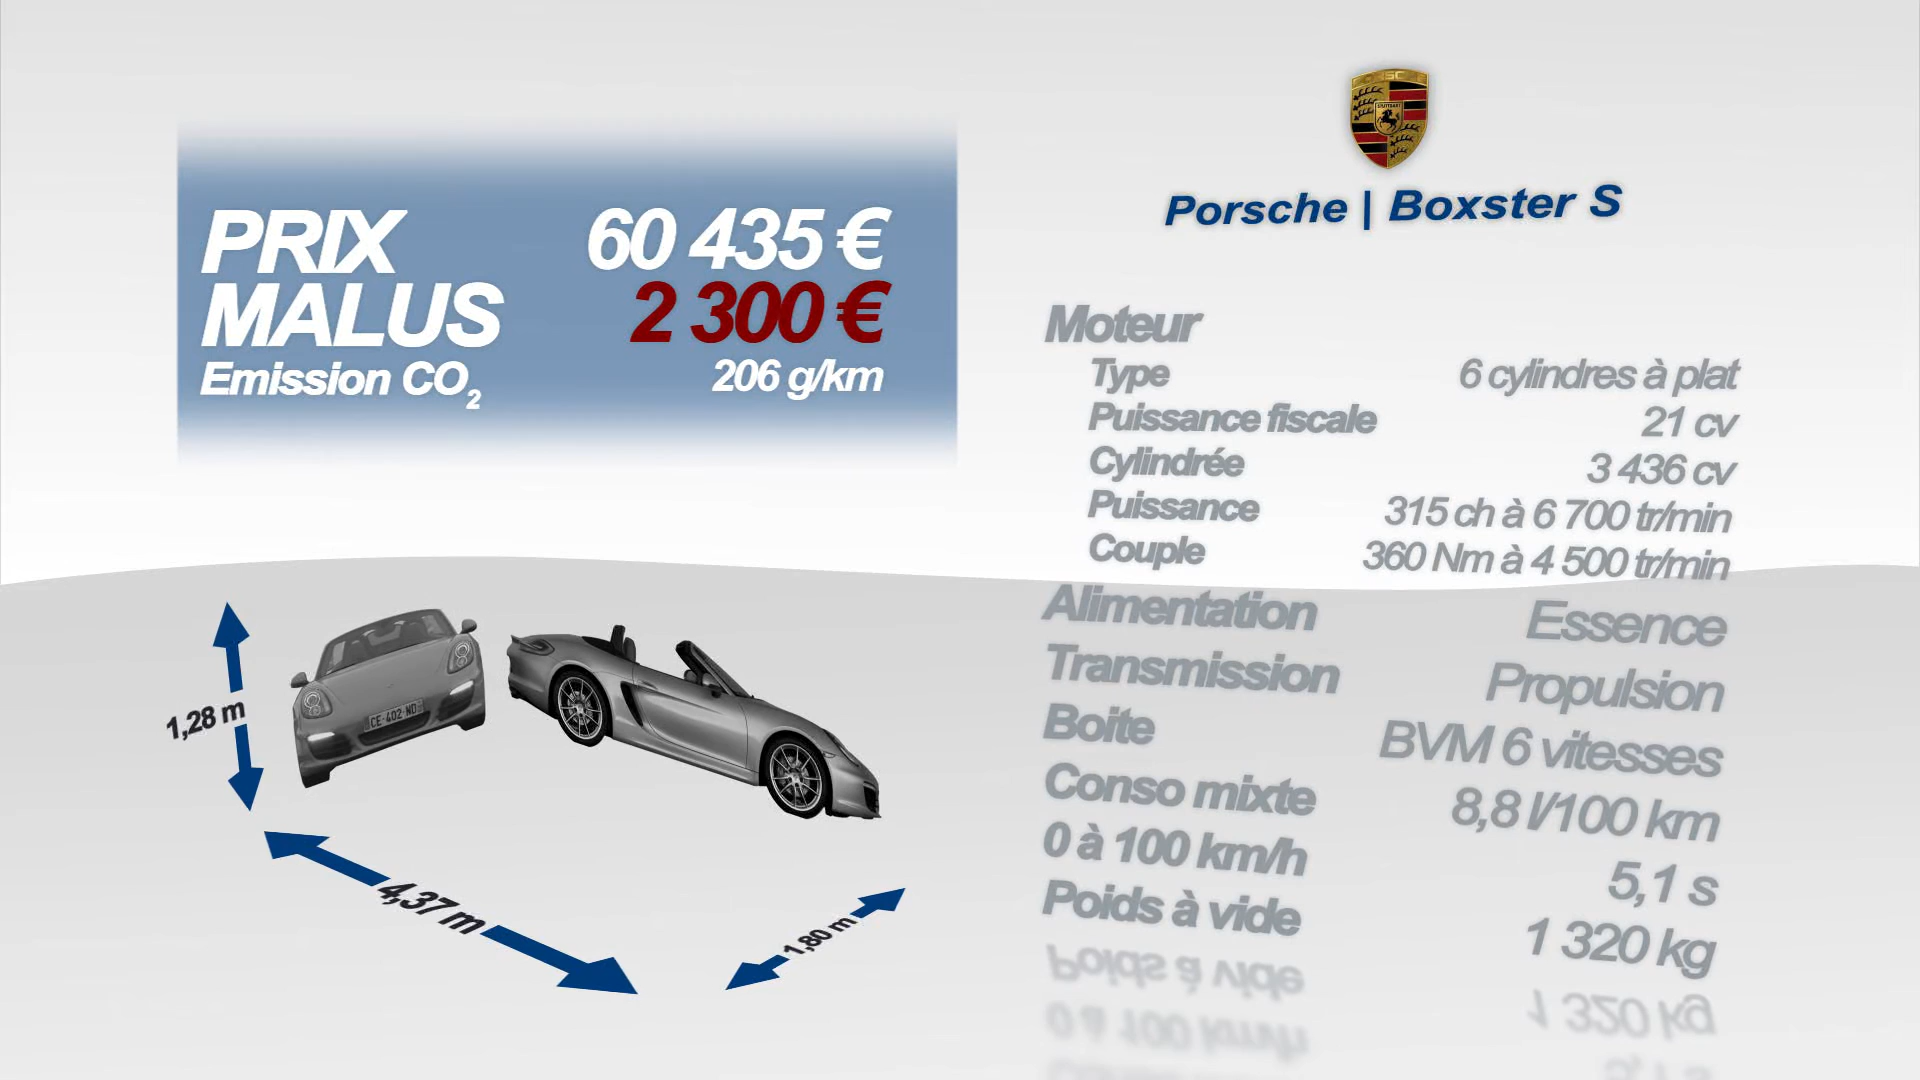 PORSCHE
STUTTGART
Porsche | Boxster S
PRIX 60 435 €
MALUS 2 300 €
Emission CO2 206 g/km
Moteur
Type 6 cylindres à plat
Puissance fiscale 21 cv
Cylindrée 3 436 cv
Puissance 315 ch à 6 700 tr/min
Couple 360 Nm à 4 500 tr/min
Alimentation Essence
Transmission Propulsion
Boite BVM 6 vitesses
Conso mixte 8,8 l/100 km
0 à 100 km/h 5,1 s
Poids à vide 1 320 kg
1,28 m
CE-402-ND
4,37 m
1,80 m